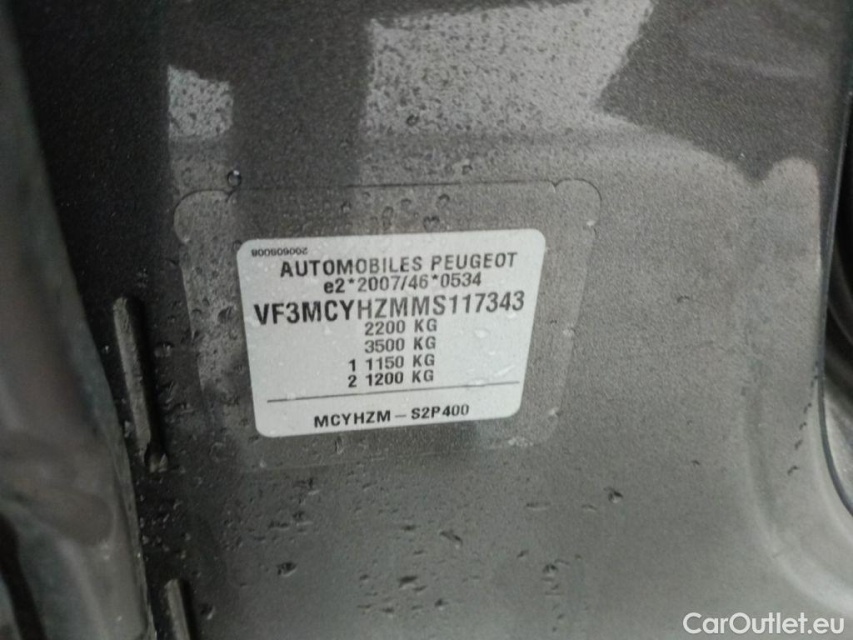 200609008
AUTOMOBILES PEUGEOT
e2*2007/46*0534
VF3MCYHZMMS117343
2200 KG
3500 KG
1 1150 KG
2 1200 KG
MCYHZM – S2P400
CarOutlet.eu